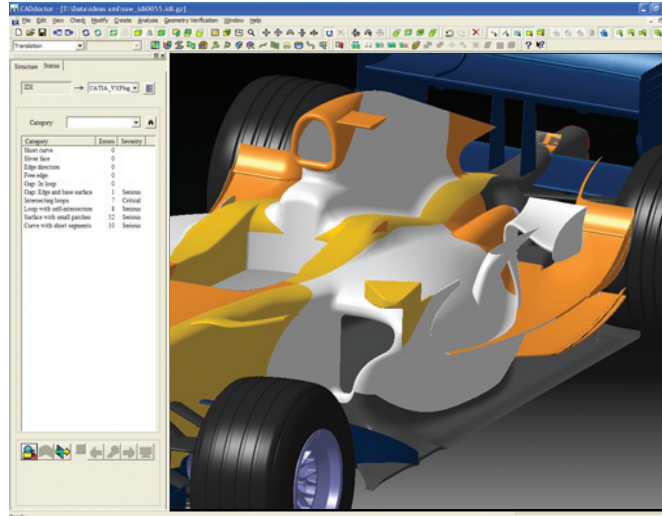 CADdoctor - [T:\Data\ideus xmf\ssw_idi0055.idi.gz]
File Edit View Check Modify Create Analysis Geometry Verification Window Help
Translation
Structure Status
IDI → CATIA_V5
Category
Category Errors Severity
Short curve 0
Sliver face 0
Edge direction 0
Free edge 0
Gap: In loop 0
Gap: Edge and base surface 1 Serious
Intersecting loops 7 Critical
Loop with self-intersection 8 Serious
Surface with small patches 52 Serious
Curve with short segments 10 Serious